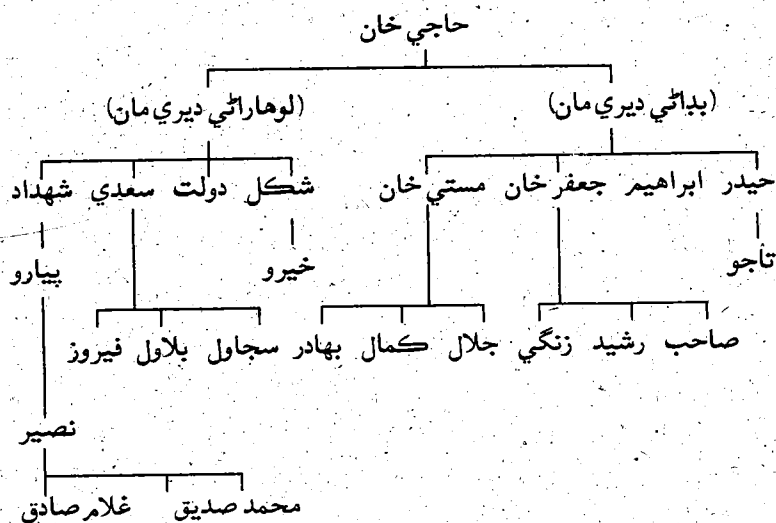 حاجي خان
(ٻڍاڻي ديري مان) (لوهاراڻي ديري مان)
حيدر ابراهيم جعفر خان مستي خان شڪل دولت سعدي شهداد
تاجو خيرو پيارو
صاحب رشيد زنگي جلال ڪمال بهادر سجاول بلاول فيروز
نصير
محمد صديق غلام صادق